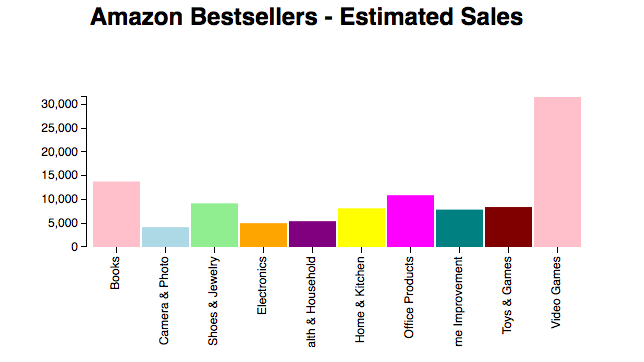 Amazon Bestsellers - Estimated Sales
30,000
25,000
20,000
15,000
10,000
5,000
0
Books
Camera & Photo
Shoes & Jewelry
Electronics
alth & Household
Home & Kitchen
Office Products
me Improvement
Toys & Games
Video Games